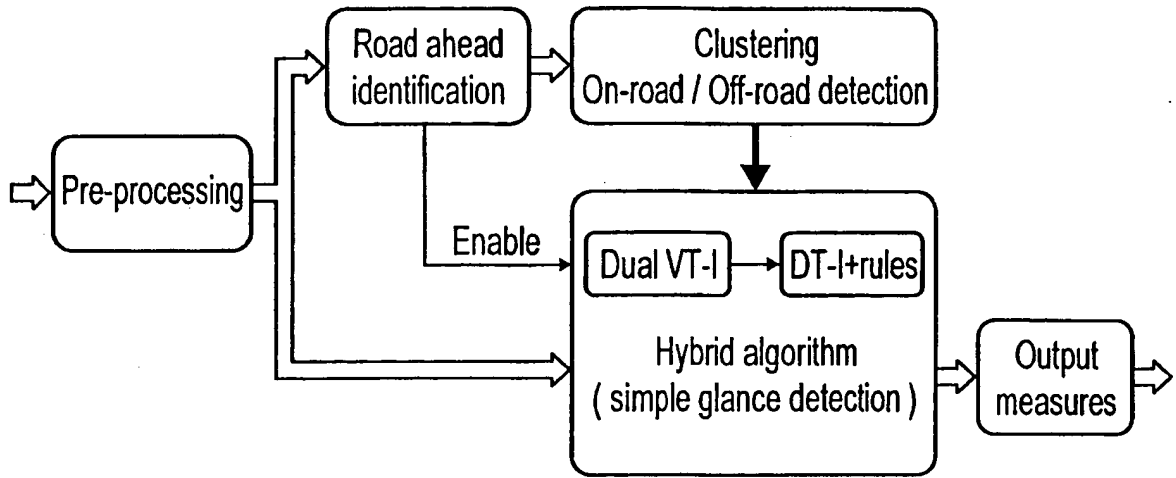 Pre-processing
Road ahead
identification
Clustering
On-road / Off-road detection
Enable
Dual VT-I
DT-I+rules
Hybrid algorithm
( simple glance detection )
Output
measures